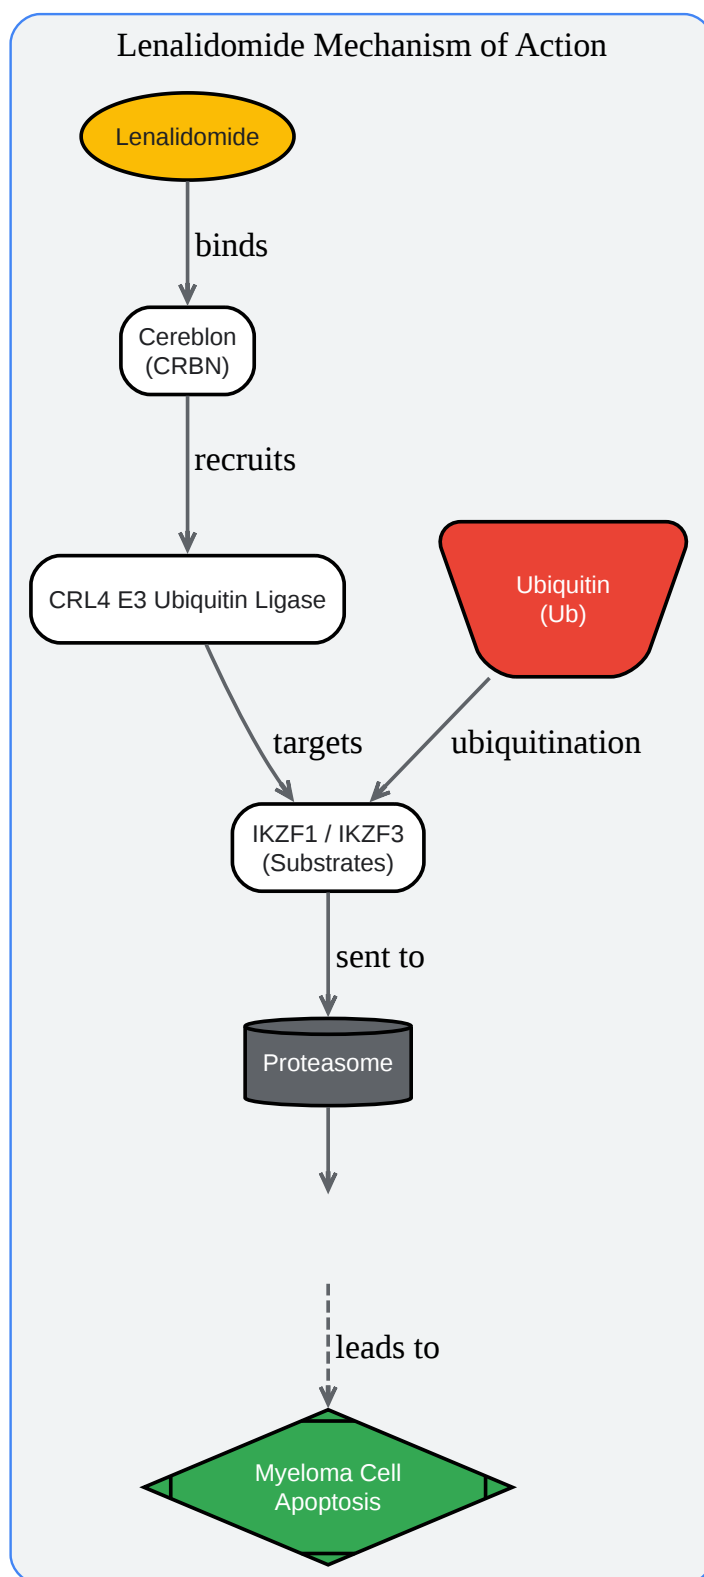 Lenalidomide Mechanism of Action
Lenalidomide
binds
Cereblon
(CRBN)
recruits
CRL4 E3 Ubiquitin Ligase
Ubiquitin
(Ub)
targets
ubiquitination
IKZF1 / IKZF3
(Substrates)
sent to
Proteasome
leads to
Myeloma Cell
Apoptosis